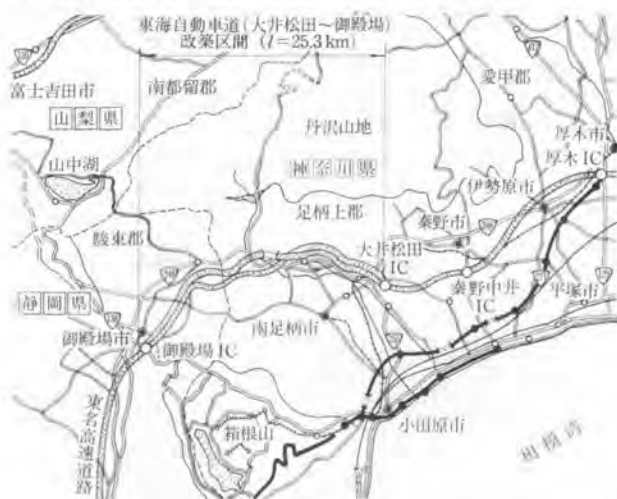 東海自動車道(大井松田~御殿場)
改築区間 (l=25.3km)
富士吉田市
南都留郡
愛甲郡
山梨県
丹沢山地
厚木市
厚木IC
山中湖
神奈川県
伊勢原市
足柄上郡
秦野市
駿東郡
大井松田
IC
秦野中井
IC
平塚市
静岡県
御殿場市
南足柄市
御殿場IC
東名高速道路
箱根山
小田原市
相模湾